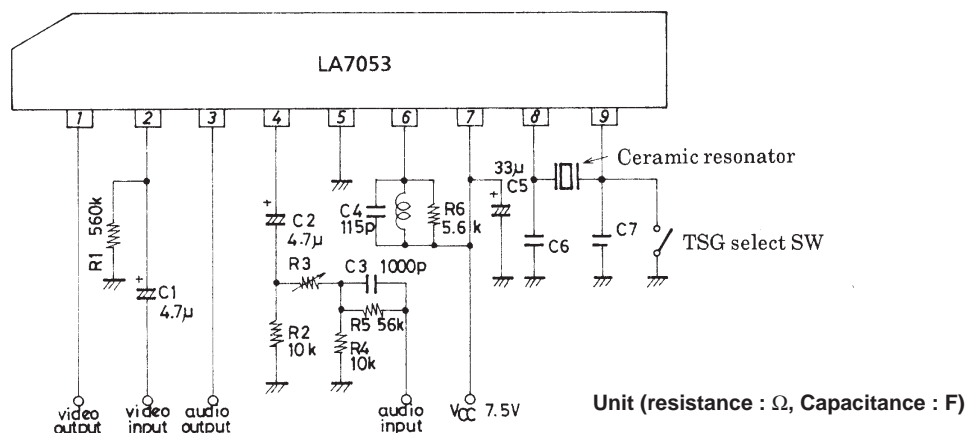 LA7053
1 2 3 4 5 6 7 8 9
33μ
C5
Ceramic resonator
R1 560k
C2
4.7μ
C4
115p
R6
5.6 k
C6
C7
TSG select SW
C1
4.7μ
R3
C3 1000p
R5 56k
R2
10k
R4
10k
video
output
video
input
audio
output
audio
input
VCC 7.5V
Unit (resistance : Ω, Capacitance : F)